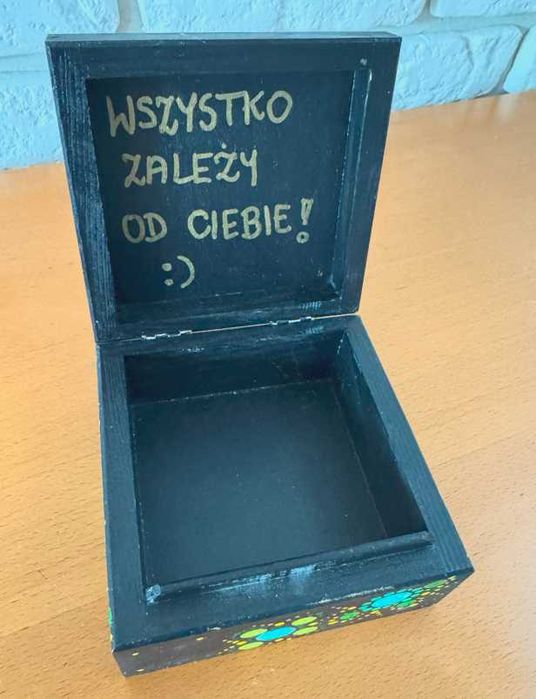 WSZYSTKO
ZALEŻY
OD CIEBIE!
:)